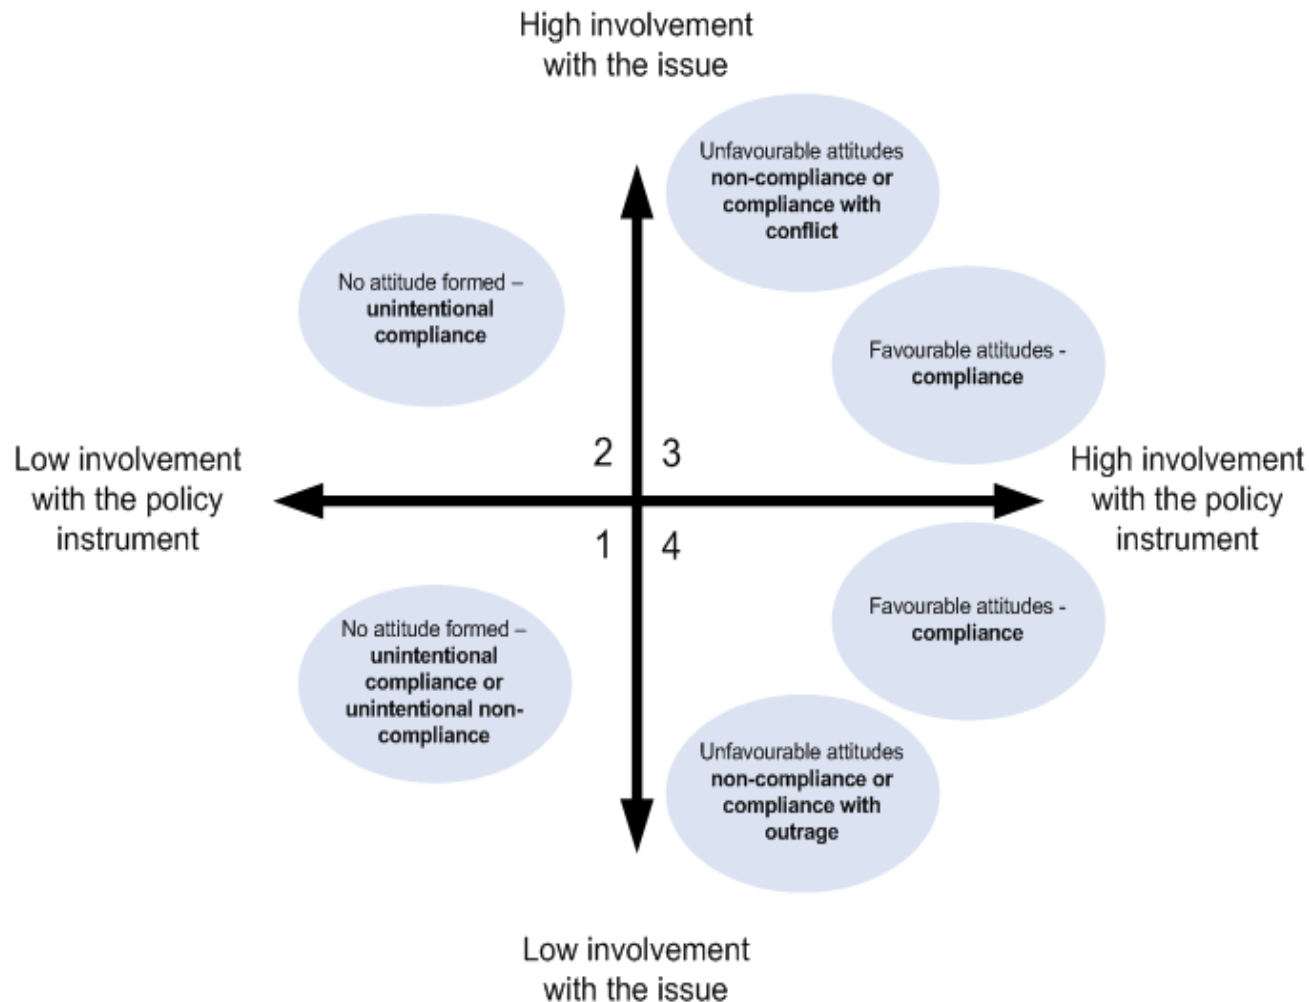 High involvement
with the issue
Unfavourable attitudes
non-compliance or
compliance with
conflict
No attitude formed –
unintentional
compliance
Favourable attitudes -
compliance
Low involvement
with the policy
instrument
2 3
High involvement
with the policy
instrument
1 4
No attitude formed –
unintentional
compliance or
unintentional non-
compliance
Favourable attitudes -
compliance
Unfavourable attitudes
non-compliance or
compliance with
outrage
Low involvement
with the issue